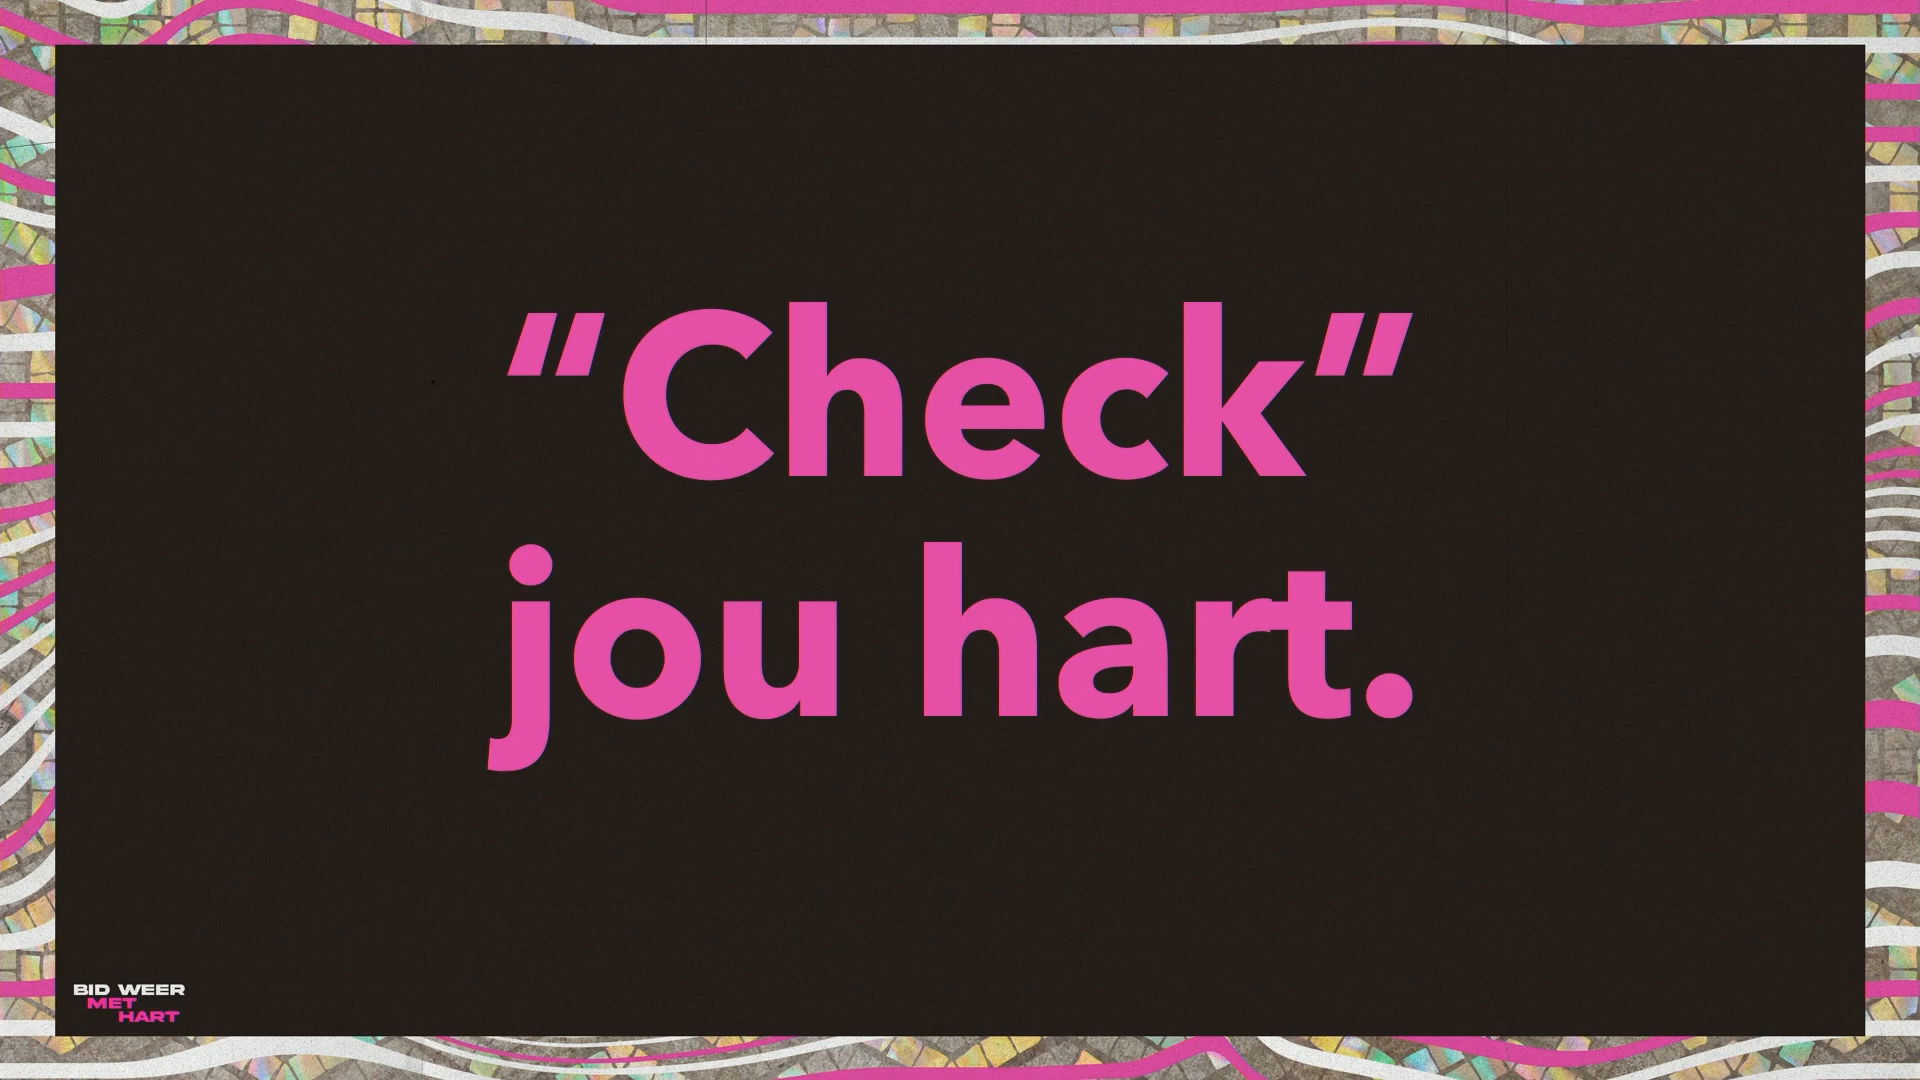 “Check”
jou hart.
BID WEER
MET
HART